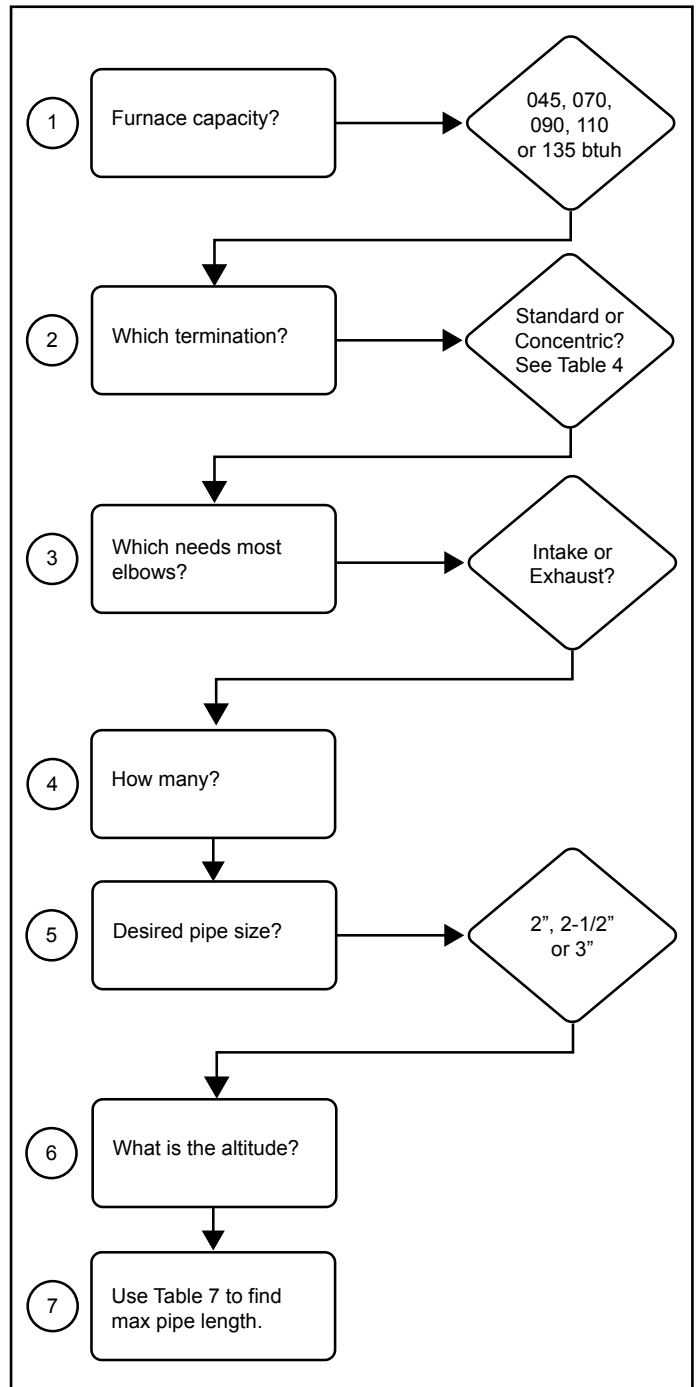 1
Furnace capacity?
045, 070,
090, 110
or 135 btuh
2
Which termination?
Standard or
Concentric?
See Table 4
3
Which needs most
elbows?
Intake or
Exhaust?
4
How many?
5
Desired pipe size?
2”, 2-1/2”
or 3”
6
What is the altitude?
7
Use Table 7 to find
max pipe length.